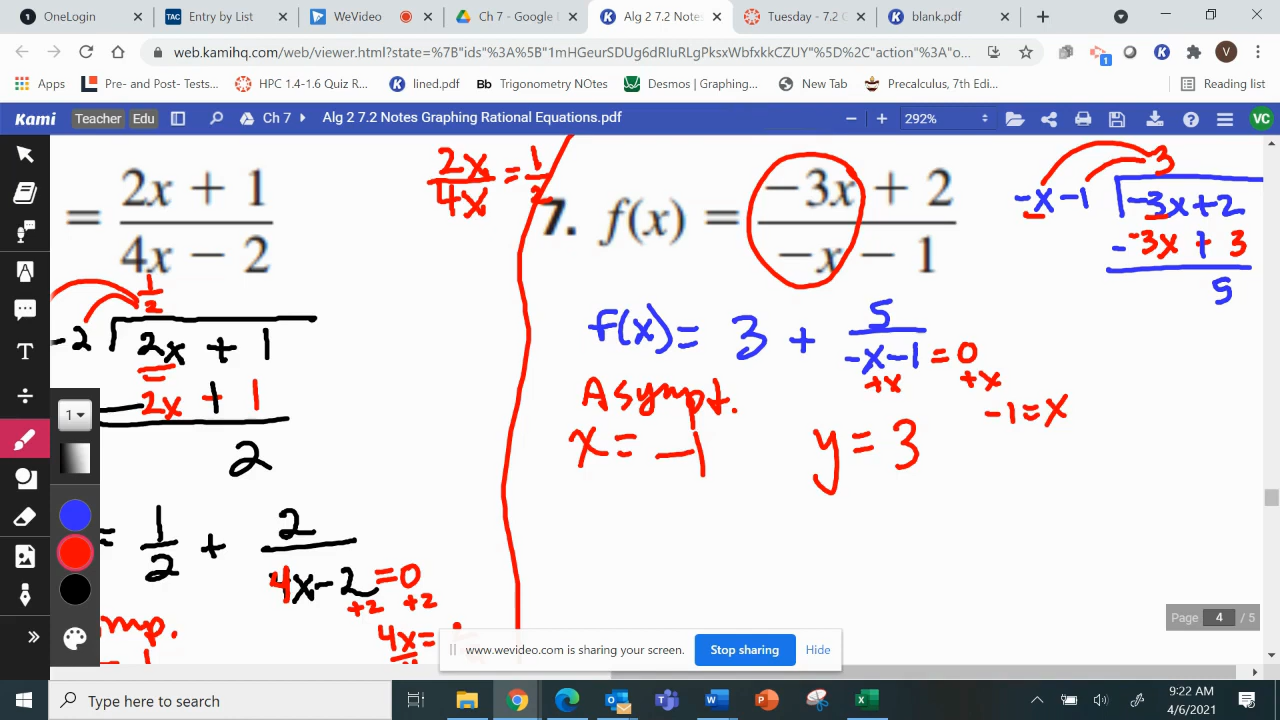 OneLogin
Entry by List
WeVideo
Ch 7 - Google
Alg 2 7.2 Notes
Tuesday - 7.2 C
blank.pdf
V
web.kamihq.com/web/viewer.html?state=%7B"ids"%3A%5B"1mHGeurSDUg6dRIuRLgPksxWbfxkkCZUY"%5D%2C"action"%3A"o...
Apps
Pre- and Post- Tests...
HPC 1.4-1.6 Quiz R...
lined.pdf
Bb Trigonometry NOtes
Desmos | Graphing...
New Tab
Precalculus, 7th Edi...
Reading list
Kami
Teacher
Edu
Ch 7
Alg 2 7.2 Notes Graphing Rational Equations.pdf
292%
VC
= 2x + 1
4x − 2
2x/4x = 1/2
1/2
-2 2x + 1
2x + 1
2
= 1/2 + 2/(4x-2) = 0
+2 +2
4x =
mp.
7. f(x) = −3x + 2
−x − 1
3
-x-1 -3x+2
- -3x + 3
5
f(x) = 3 + 5/(-x-1) = 0
+x +x
-1 = x
Asympt.
x = -1 y = 3
1
Page 4 / 5
www.wevideo.com is sharing your screen.
Stop sharing
Hide
Type here to search
9:22 AM
4/6/2021